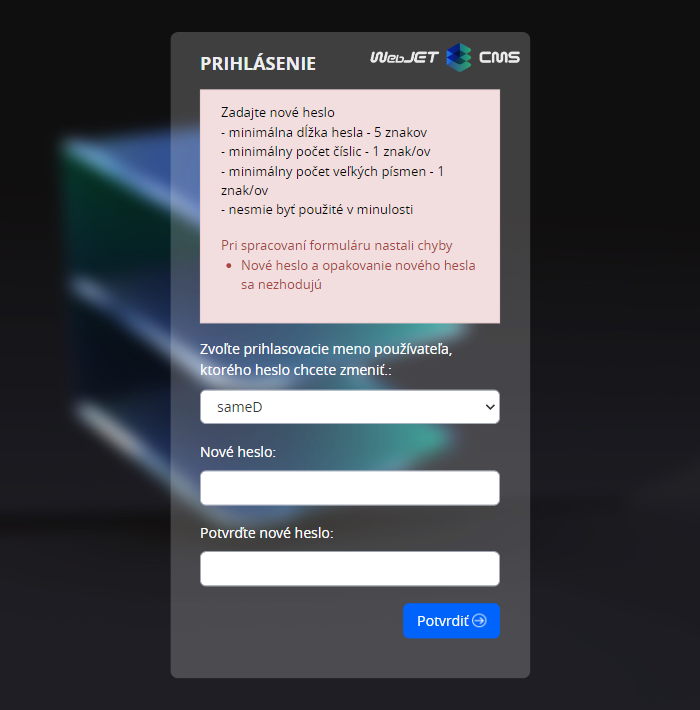 PRIHLÁSENIE
WebJET CMS
Zadajte nové heslo
- minimálna dĺžka hesla - 5 znakov
- minimálny počet číslic - 1 znak/ov
- minimálny počet veľkých písmen - 1
znak/ov
- nesmie byť použité v minulosti
Pri spracovaní formuláru nastali chyby
• Nové heslo a opakovanie nového hesla
sa nezhodujú
Zvoľte prihlasovacie meno používateľa,
ktorého heslo chcete zmeniť.:
sameD
Nové heslo:
Potvrďte nové heslo:
Potvrdiť